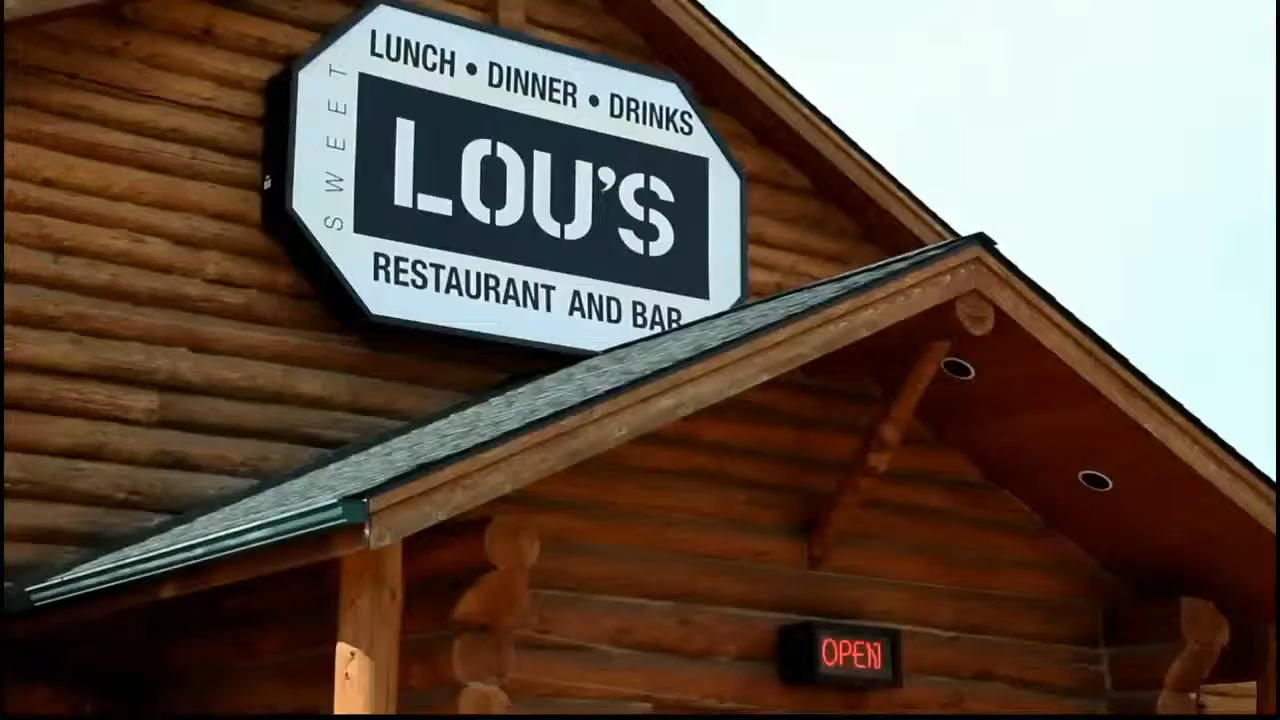 LUNCH • DINNER • DRINKS
SWEET
LOU'S
RESTAURANT AND BAR
OPEN